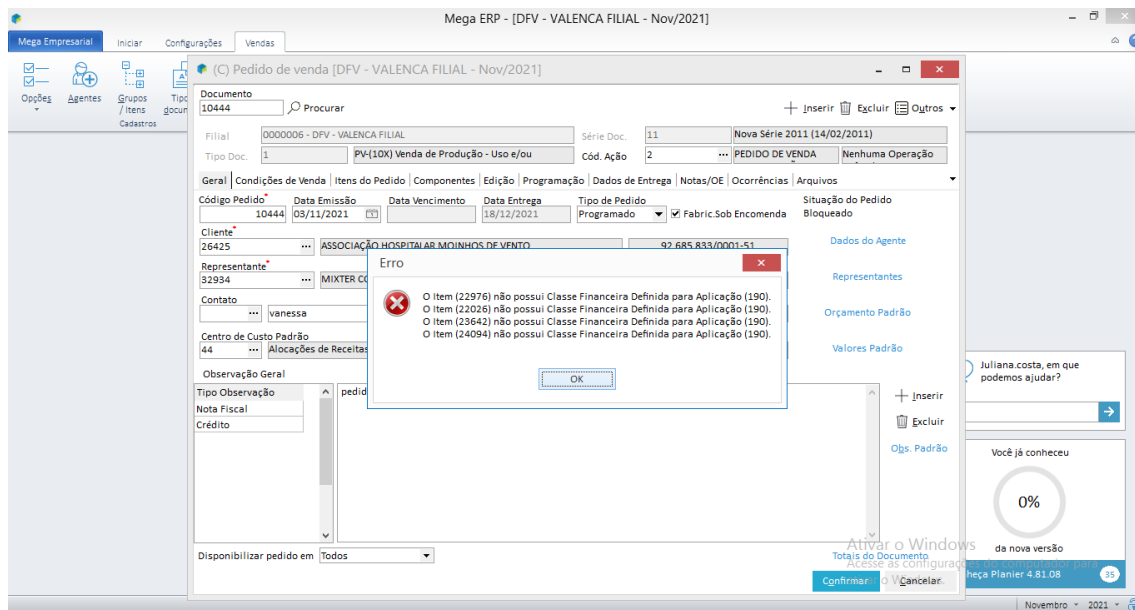 Mega ERP - [DFV - VALENCA FILIAL - Nov/2021]
Mega Empresarial Iniciar Configurações Vendas
Opções Agentes Grupos / Itens
Cadastros
(C) Pedido de venda [DFV - VALENCA FILIAL - Nov/2021]
Documento
10444 Procurar Inserir Excluir Outros
Filial 0000006 - DFV - VALENCA FILIAL Série Doc. 11 Nova Série 2011 (14/02/2011)
Tipo Doc. 1 PV-(10X) Venda de Produção - Uso e/ou Cód. Ação 2 ... PEDIDO DE VENDA Nenhuma Operação
Geral Condições de Venda Itens do Pedido Componentes Edição Programação Dados de Entrega Notas/OE Ocorrências Arquivos
Código Pedido* Data Emissão Data Vencimento Data Entrega Tipo de Pedido Situação do Pedido
10444 03/11/2021 18/12/2021 Programado Fabric.Sob Encomenda Bloqueado
Cliente*
26425 ... ASSOCIAÇÃO HOSPITALAR MOINHOS DE VENTO 92.685.833/0001-51 Dados do Agente
Representante*
32934 ... MIXTER Representantes
Contato
... vanessa Orçamento Padrão
Centro de Custo Padrão
44 ... Alocações de Receitas Valores Padrão
Erro
O Item (22976) não possui Classe Financeira Definida para Aplicação (190).
O Item (22026) não possui Classe Financeira Definida para Aplicação (190).
O Item (23642) não possui Classe Financeira Definida para Aplicação (190).
O Item (24094) não possui Classe Financeira Definida para Aplicação (190).
OK
Observação Geral
Tipo Observação pedid
Nota Fiscal
Crédito
Inserir
Excluir
Obs. Padrão
Disponibilizar pedido em Todos Totais do Documento
Confirmar Cancelar
Juliana.costa, em que
podemos ajudar?
Você já conheceu
0%
da nova versão
heça Planier 4.81.08 35
Ativar o Windows
Acesse as configurações do computador para
ar o Windows.
Novembro 2021